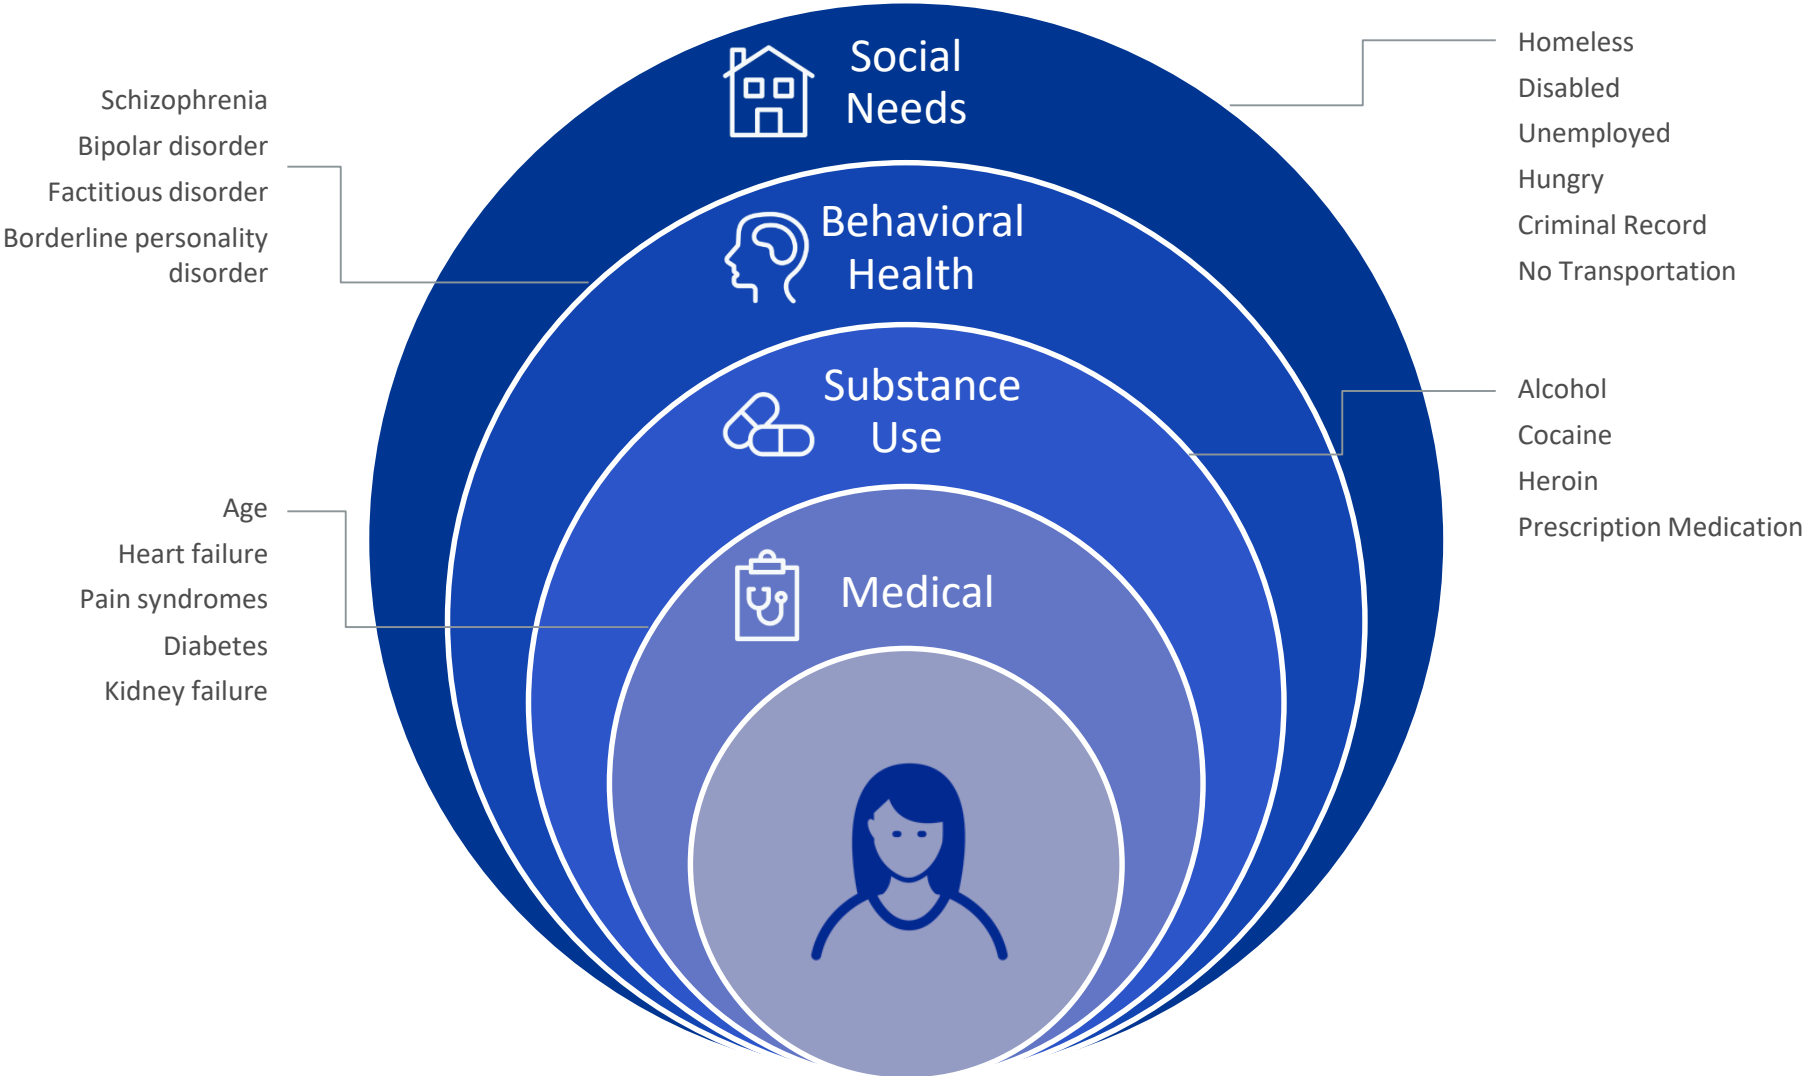 Social
Needs
Behavioral
Health
Substance
Use
Medical
Schizophrenia
Bipolar disorder
Factitious disorder
Borderline personality
disorder
Age
Heart failure
Pain syndromes
Diabetes
Kidney failure
Homeless
Disabled
Unemployed
Hungry
Criminal Record
No Transportation
Alcohol
Cocaine
Heroin
Prescription Medication